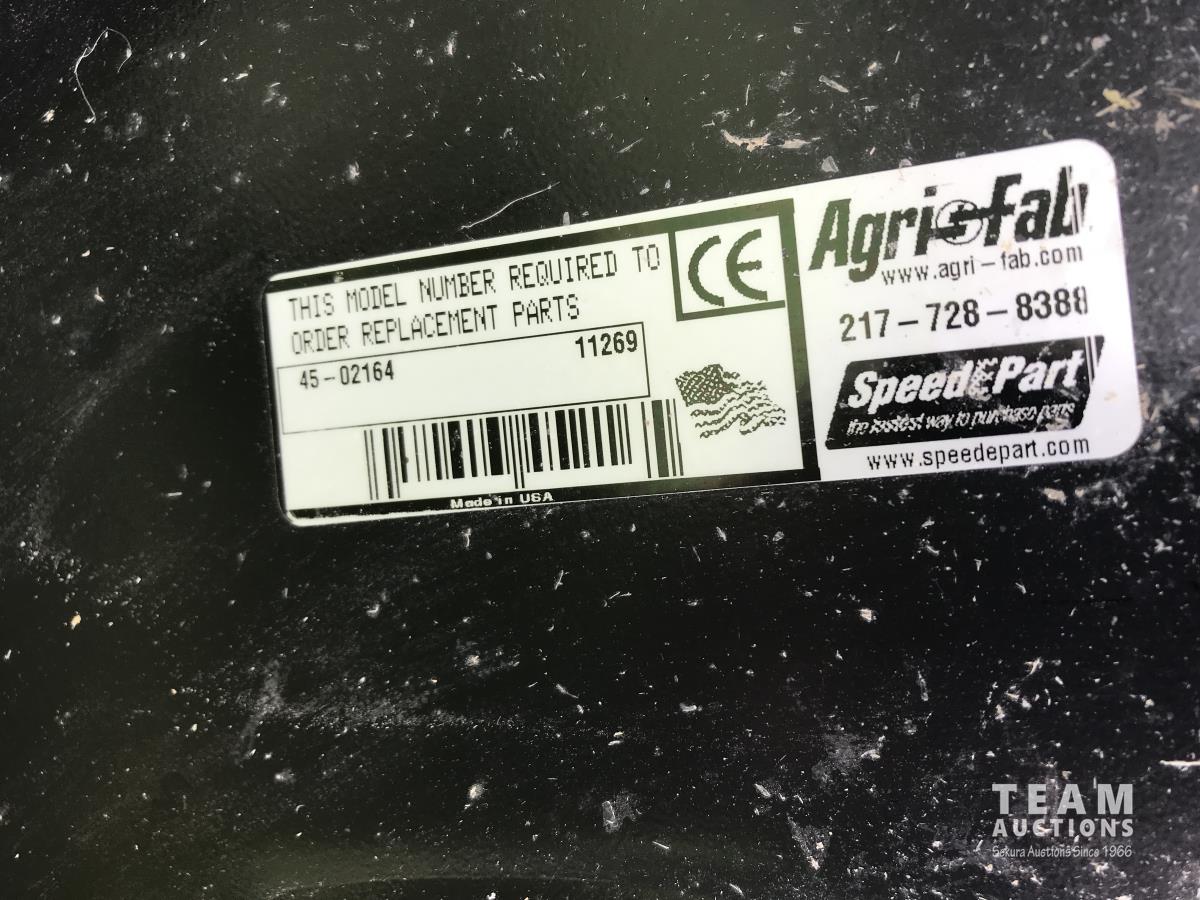 THIS MODEL NUMBER REQUIRED TO
ORDER REPLACEMENT PARTS
45-02164
11269
Made in USA
CE
Agri-Fab
www.agri-fab.com
217-728-8388
SpeedEPart
the fastest way to purchase parts
www.speedepart.com
TEAM
AUCTIONS
Sekura Auctions Since 1966